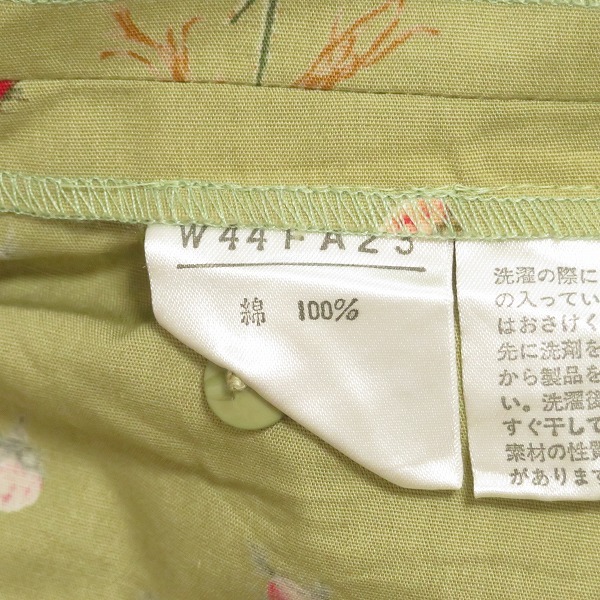 W44FA23
綿 100%
洗濯の際に
の入ってい
はおさけく
先に洗剤を
から製品を
い。洗濯後
すぐ干して
素材の性質
があります